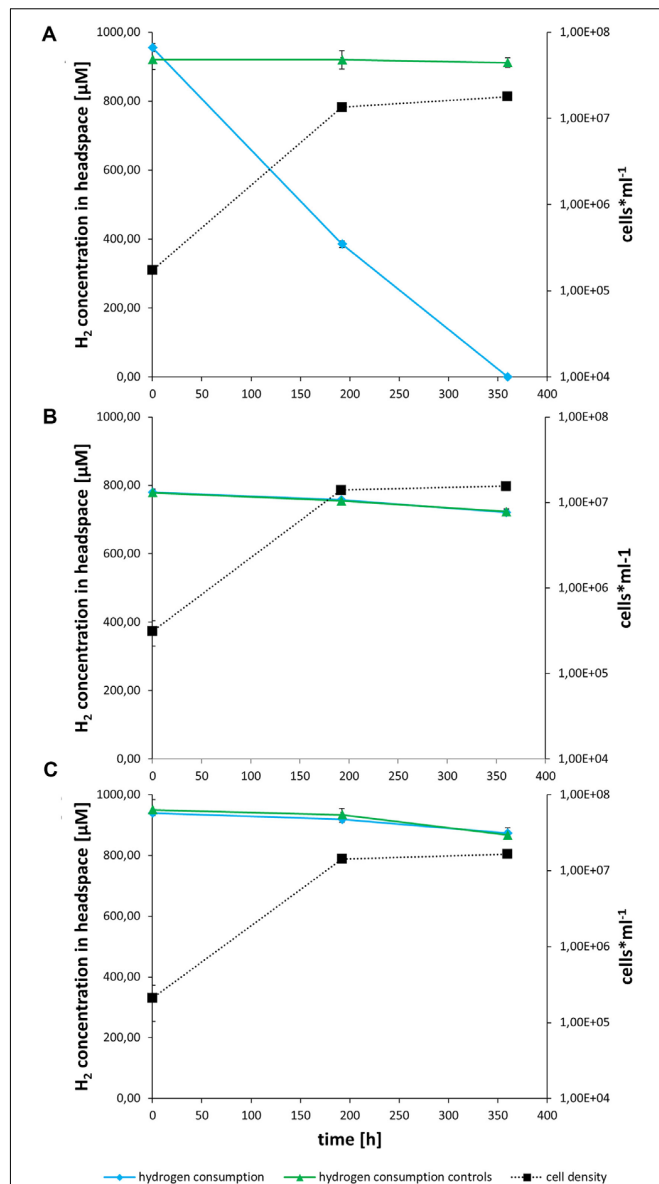 A
H₂ concentration in headspace [µM]
1000,00
800,00
600,00
400,00
200,00
0,00
1,00E+08
1,00E+07
1,00E+06
1,00E+05
1,00E+04
cells*ml⁻¹
0 50 100 150 200 250 300 350 400
B
H₂ concentration in headspace [µM]
1000,00
800,00
600,00
400,00
200,00
0,00
1,00E+08
1,00E+07
1,00E+06
1,00E+05
1,00E+04
cells*ml-1
0 50 100 150 200 250 300 350 400
C
H₂ concentration in headspace [µM]
1000,00
800,00
600,00
400,00
200,00
0,00
1,00E+08
1,00E+07
1,00E+06
1,00E+05
1,00E+04
cells*ml⁻¹
0 50 100 150 200 250 300 350 400
time [h]
hydrogen consumption hydrogen consumption controls cell density